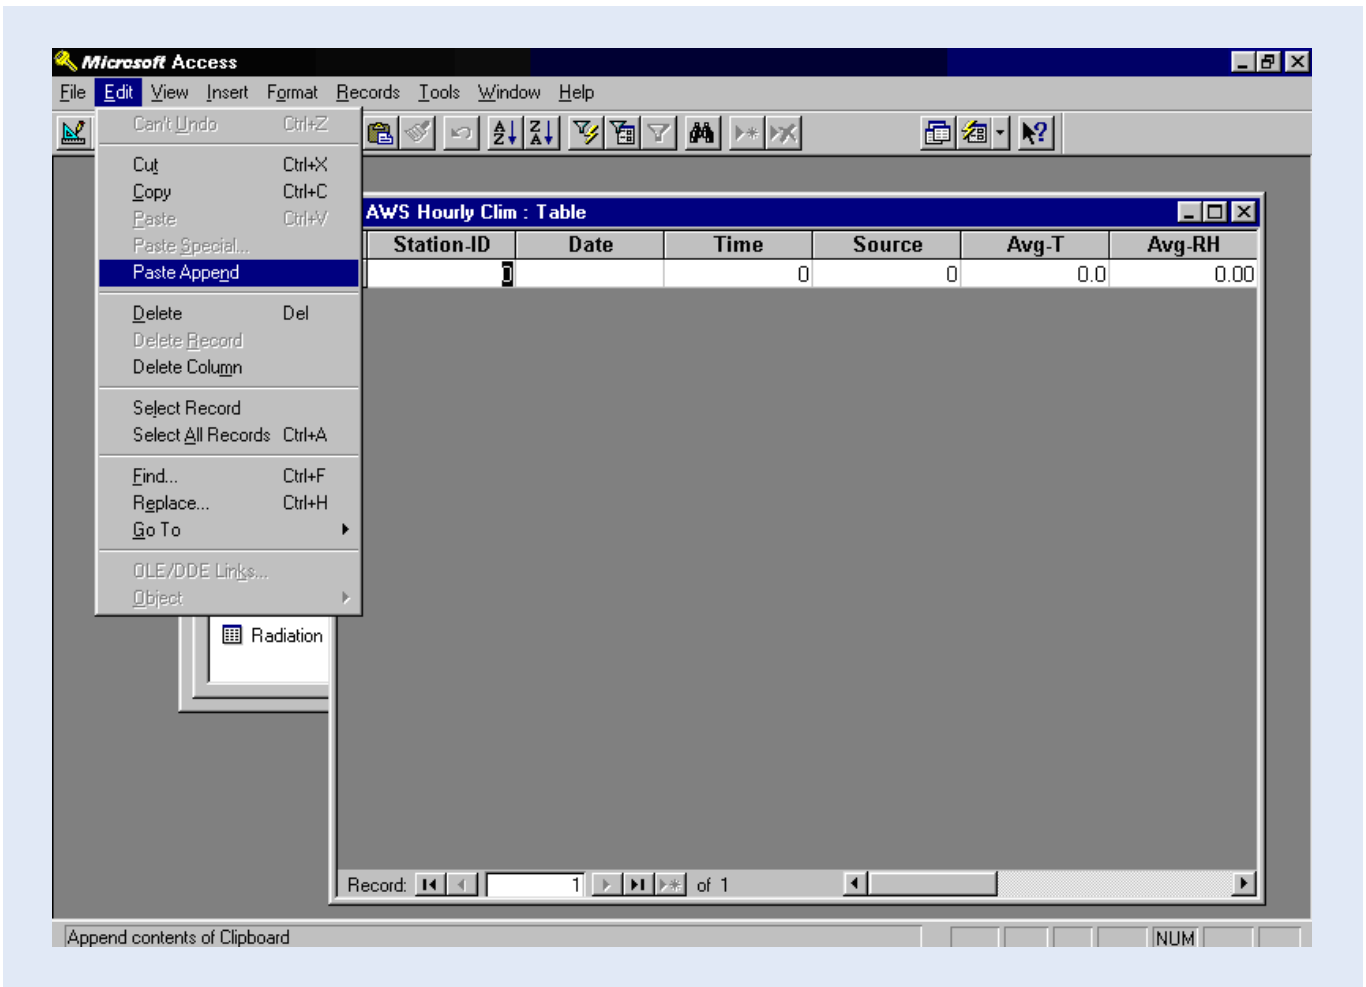 Microsoft Access
File Edit View Insert Format Records Tools Window Help
Can't Undo Ctrl+Z
Cut Ctrl+X
Copy Ctrl+C
Paste Ctrl+V
Paste Special...
Paste Append
Delete Del
Delete Record
Delete Column
Select Record
Select All Records Ctrl+A
Find... Ctrl+F
Replace... Ctrl+H
Go To
OLE/DDE Links...
Object
Radiation
AWS Hourly Clim : Table
Station-ID Date Time Source Avg-T Avg-RH
0 0 0 0.0 0.00
Record: 1 of 1
Append contents of Clipboard NUM